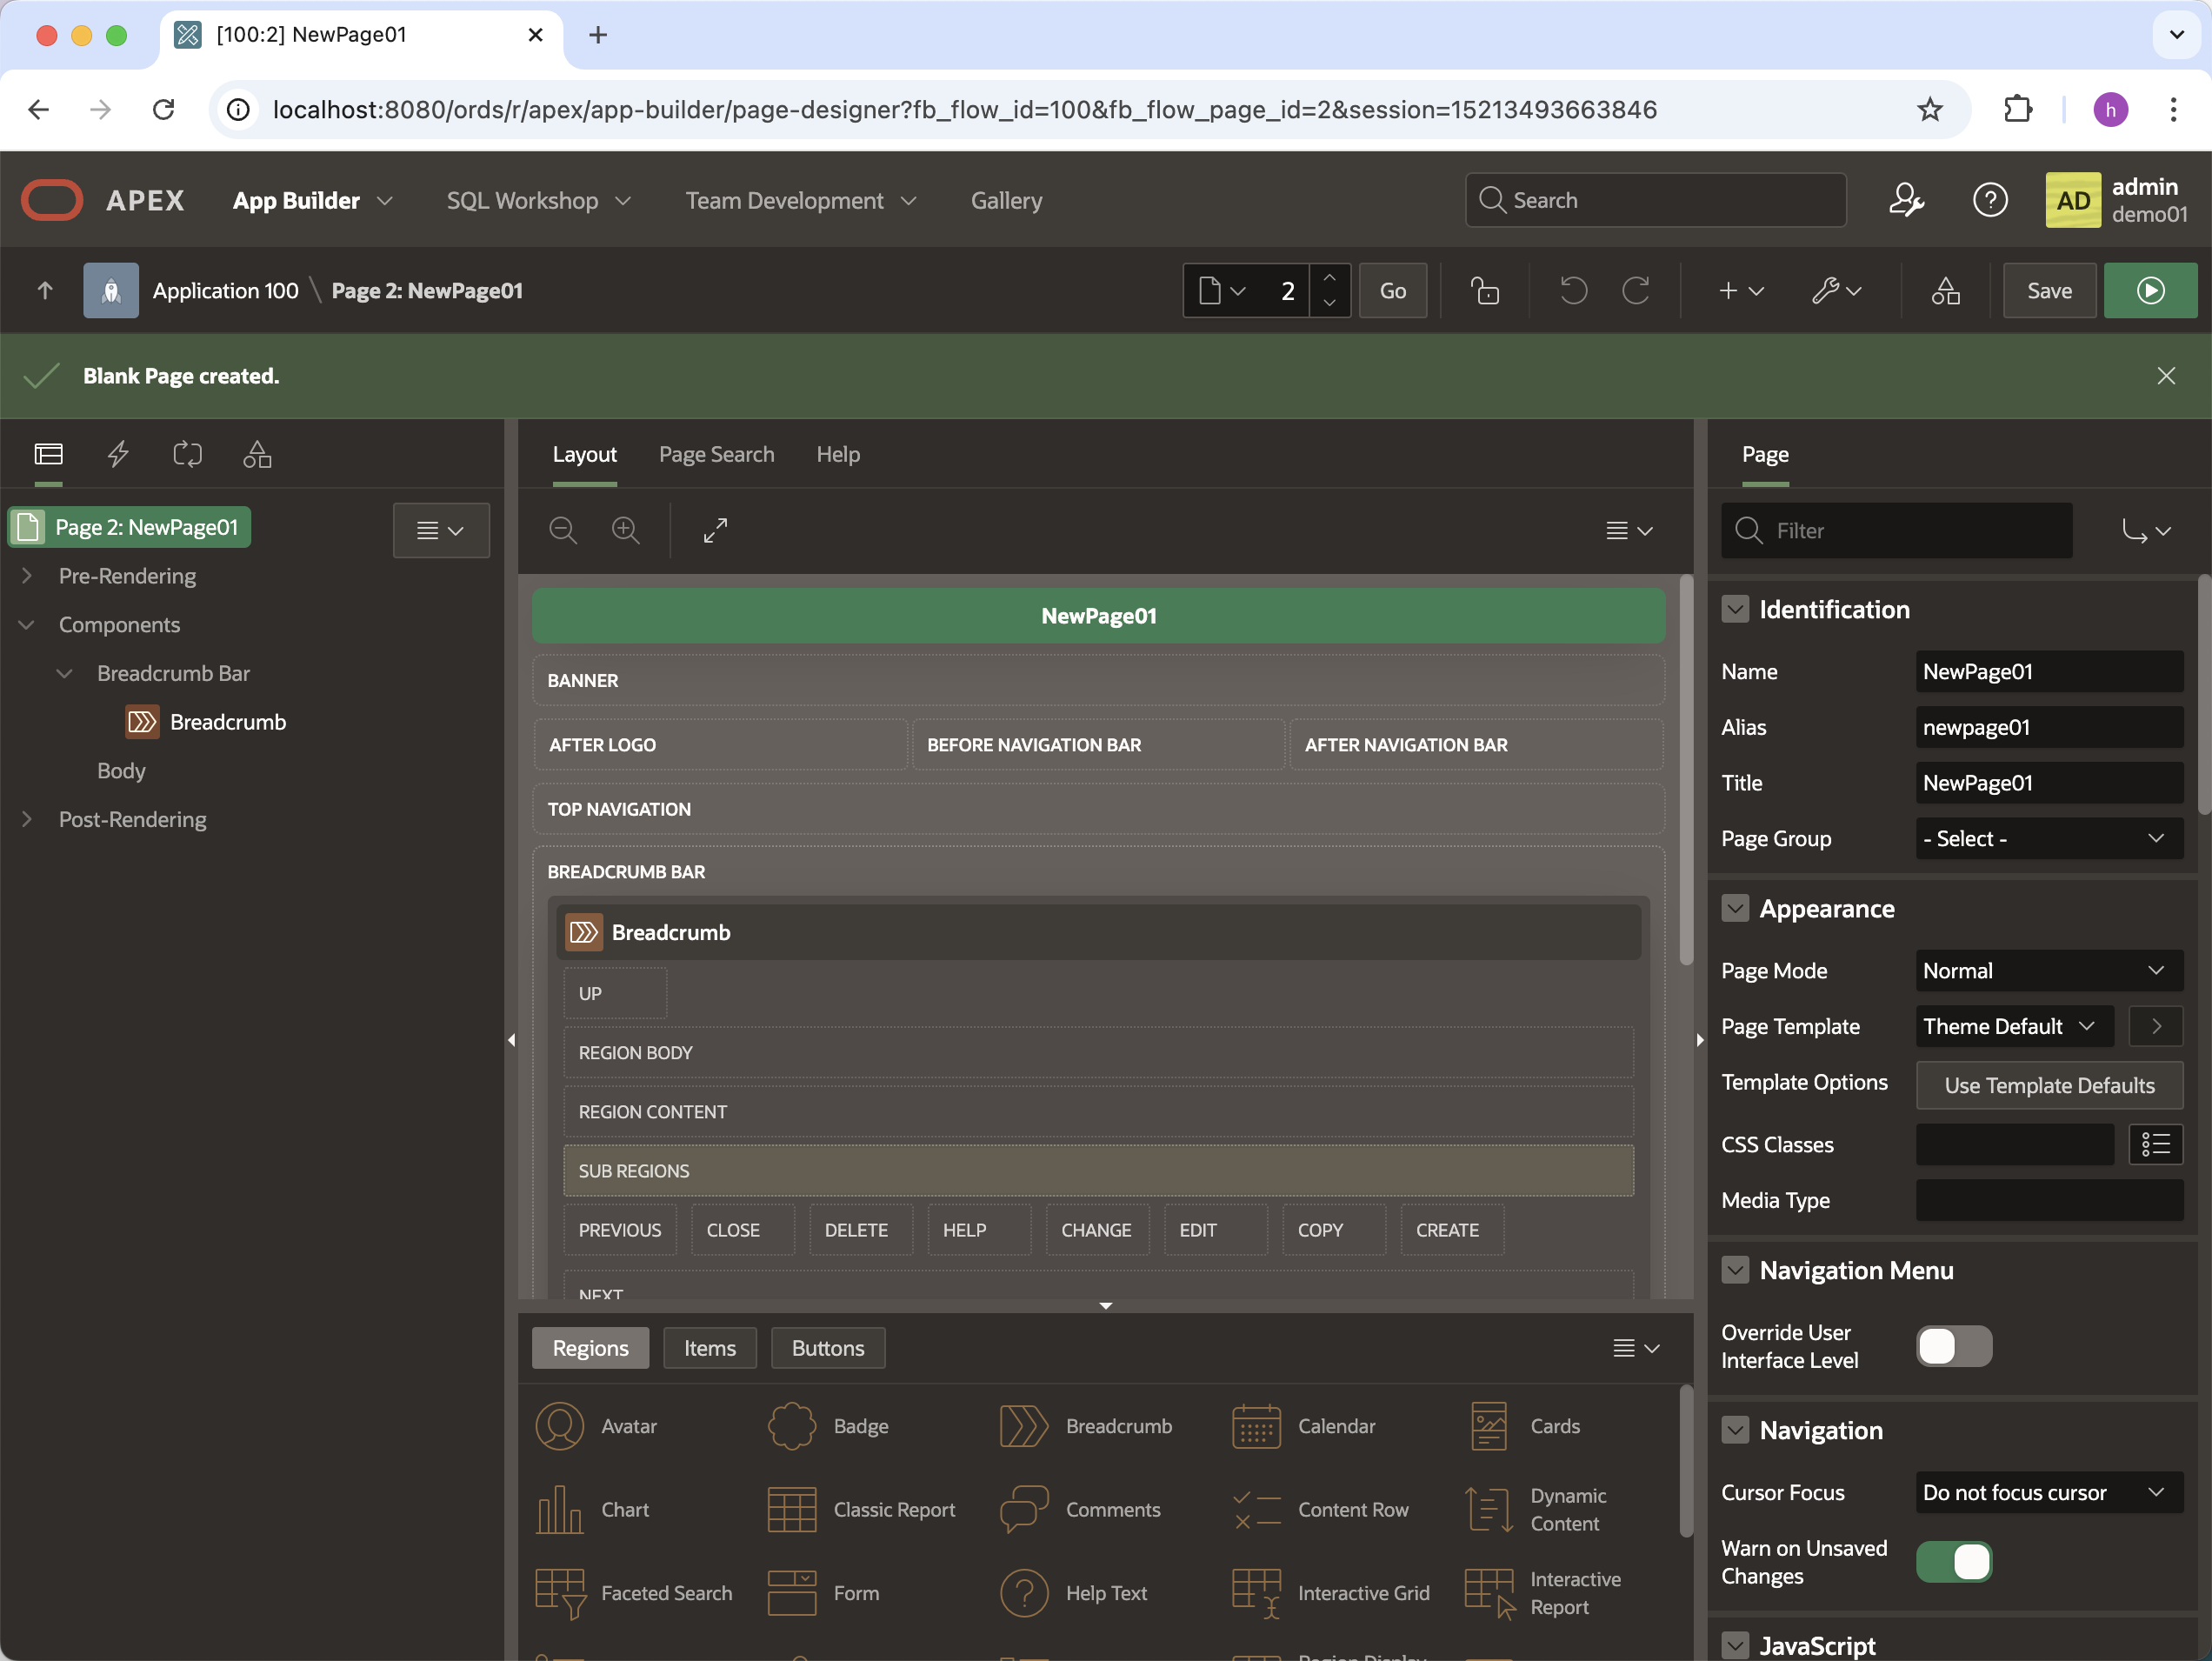 [100:2] NewPage01
localhost:8080/ords/r/apex/app-builder/page-designer?fb_flow_id=100&fb_flow_page_id=2&session=15213493663846
h
APEX
App Builder
SQL Workshop
Team Development
Gallery
Search
AD
admin
demo01
Application 100 \ Page 2: NewPage01
2
Go
Save
Blank Page created.
Layout
Page Search
Help
Page
Page 2: NewPage01
Pre-Rendering
Components
Breadcrumb Bar
Breadcrumb
Body
Post-Rendering
NewPage01
BANNER
AFTER LOGO
BEFORE NAVIGATION BAR
AFTER NAVIGATION BAR
TOP NAVIGATION
BREADCRUMB BAR
Breadcrumb
UP
REGION BODY
REGION CONTENT
SUB REGIONS
PREVIOUS
CLOSE
DELETE
HELP
CHANGE
EDIT
COPY
CREATE
NEXT
Regions
Items
Buttons
Avatar
Badge
Breadcrumb
Calendar
Cards
Chart
Classic Report
Comments
Content Row
Dynamic
Content
Faceted Search
Form
Help Text
Interactive Grid
Interactive
Report
Region Display
Filter
Identification
Name
NewPage01
Alias
newpage01
Title
NewPage01
Page Group
- Select -
Appearance
Page Mode
Normal
Page Template
Theme Default
Template Options
Use Template Defaults
CSS Classes
Media Type
Navigation Menu
Override User
Interface Level
Navigation
Cursor Focus
Do not focus cursor
Warn on Unsaved
Changes
JavaScript